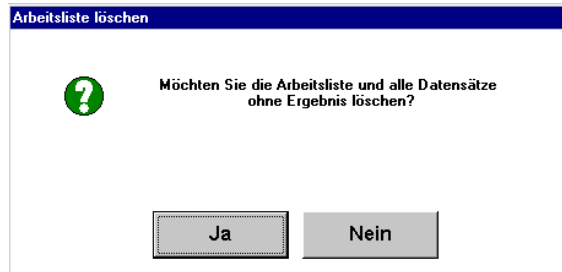 Arbeitsliste löschen
Möchten Sie die Arbeitsliste und alle Datensätze
ohne Ergebnis löschen?
Ja
Nein